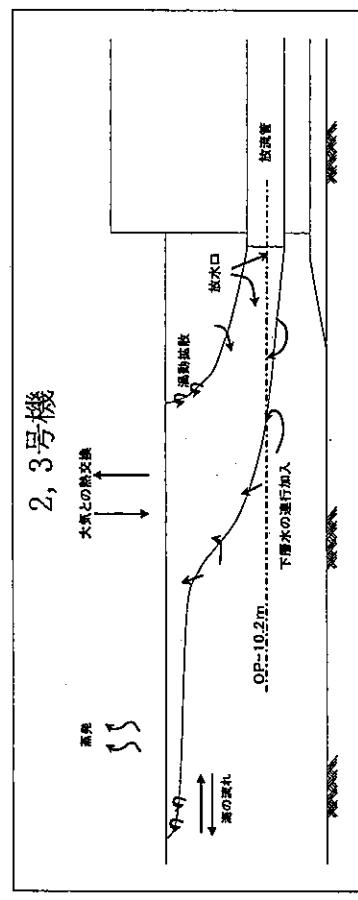 2, 3号機
蒸発
大気との熱交換
渦動拡散
放水口
放流管
OP-10.2m
下層水の連行加入
海の流れ